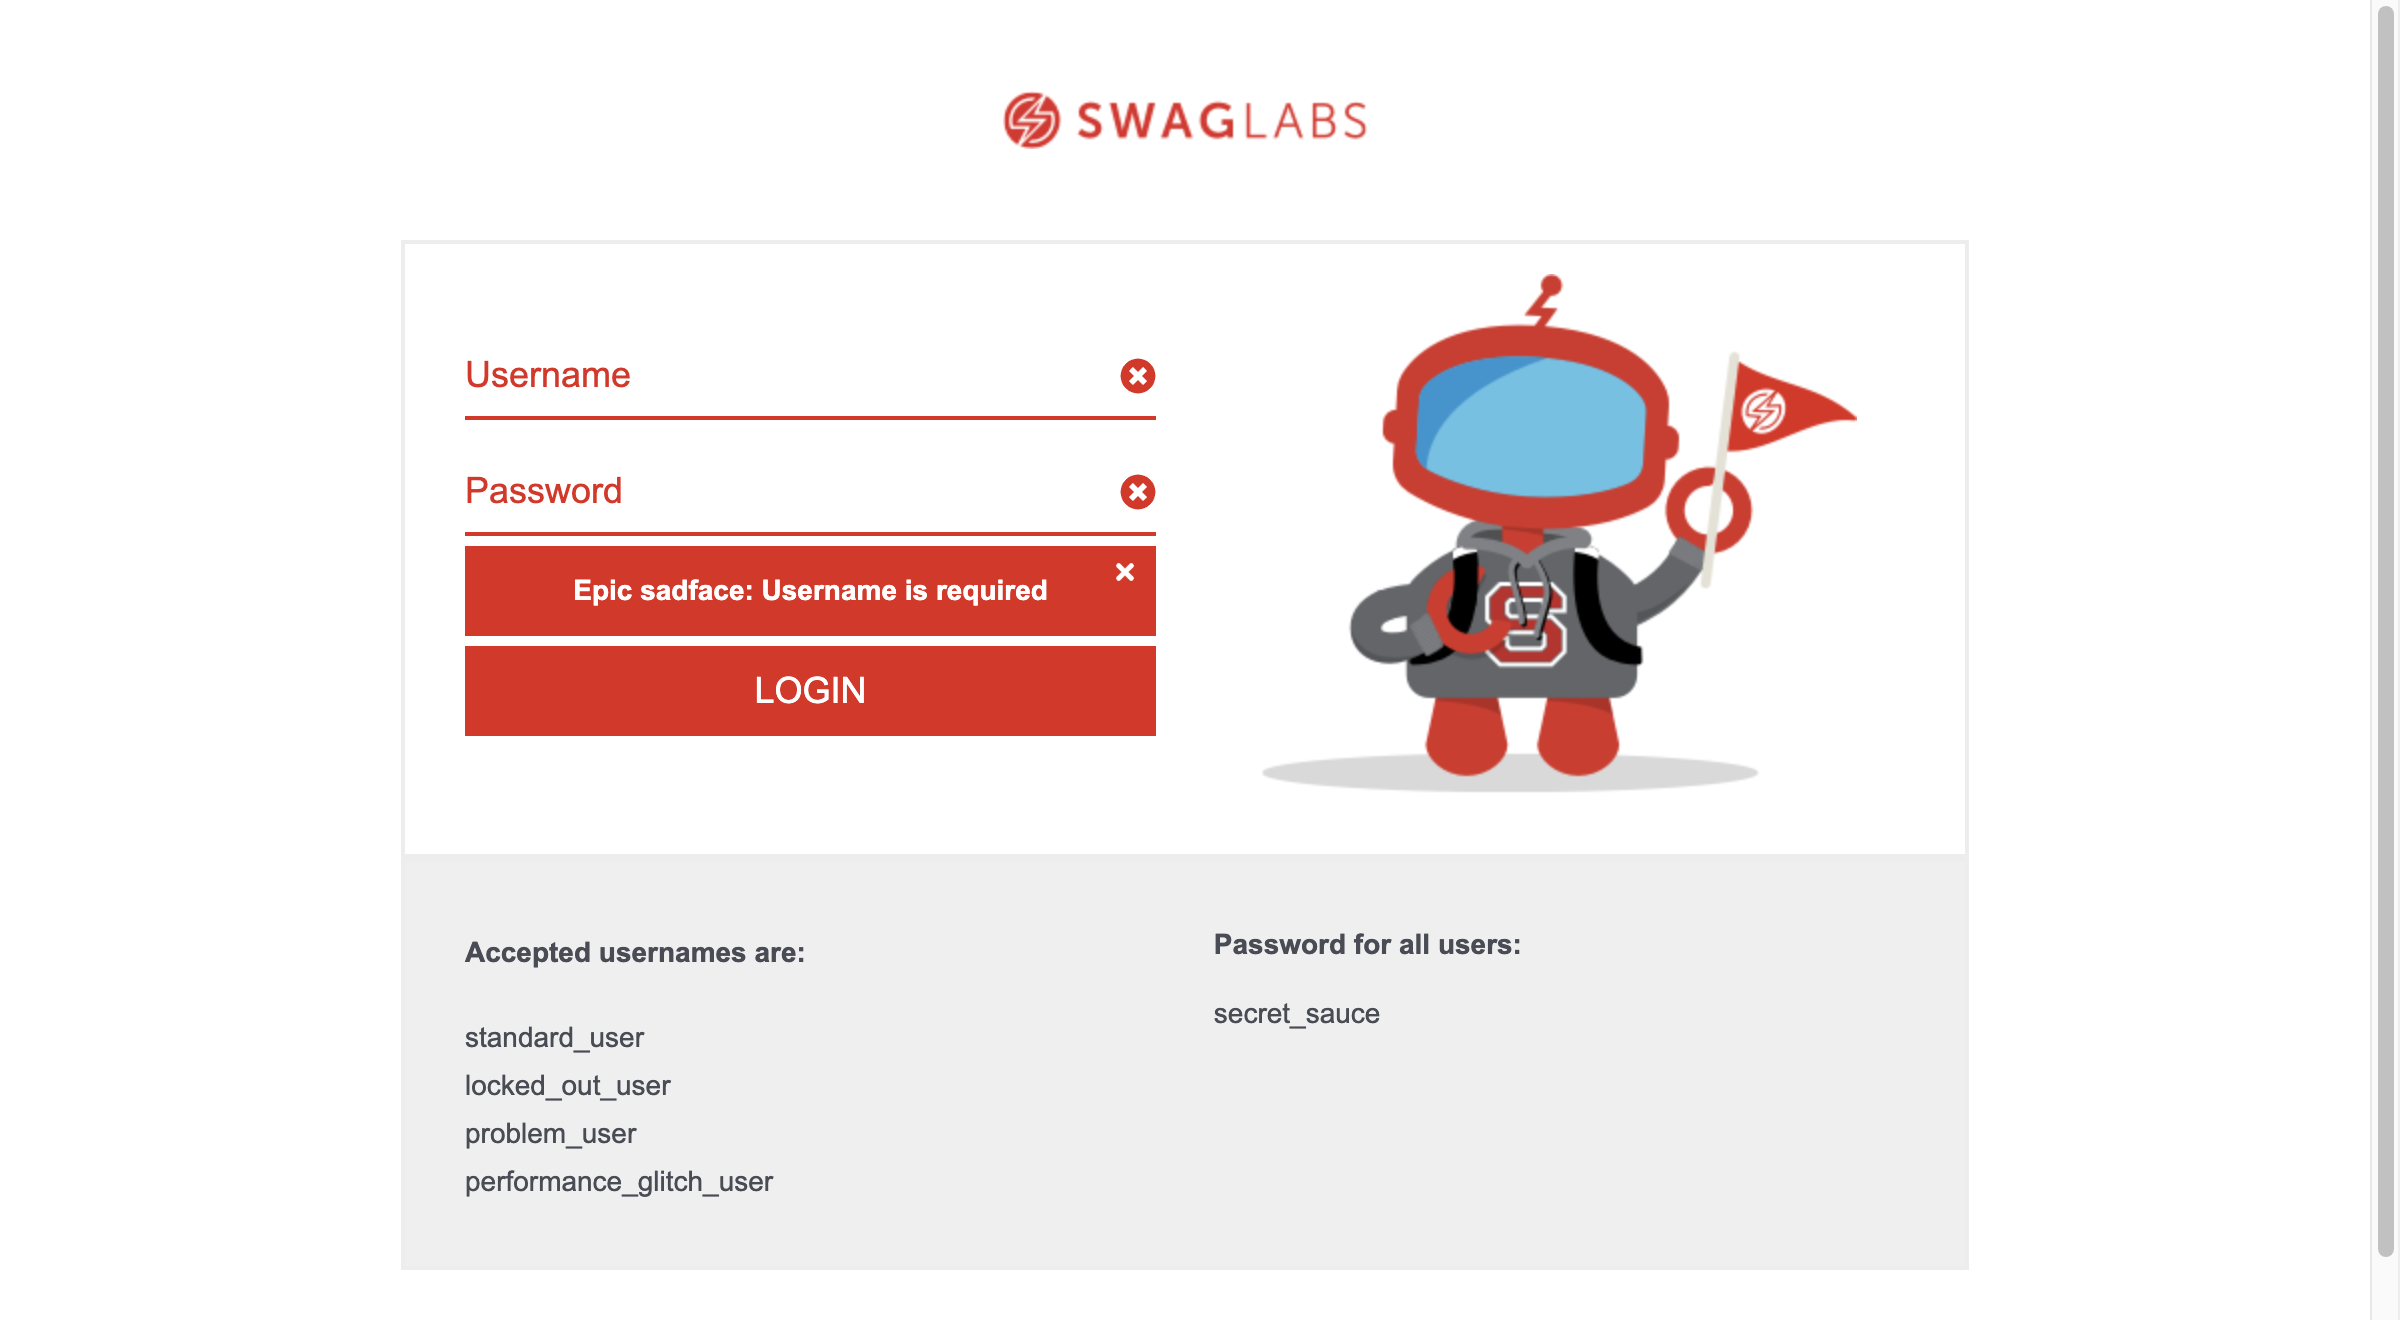 SWAGLABS
Username
Password
Epic sadface: Username is required
LOGIN
Accepted usernames are:
standard_user
locked_out_user
problem_user
performance_glitch_user
Password for all users:
secret_sauce
S